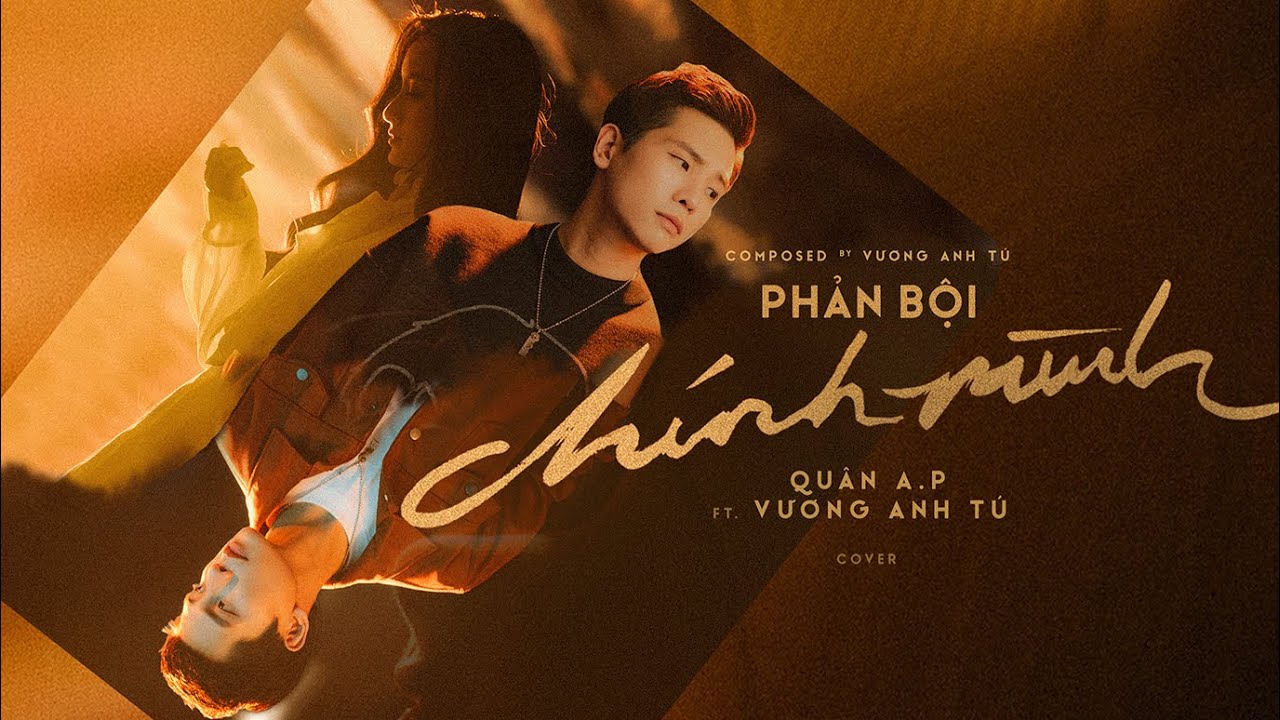 COMPOSED BY VƯƠNG ANH TÚ
PHẢN BỘI
chính mình
QUÂN A.P
FT. VƯƠNG ANH TÚ
COVER